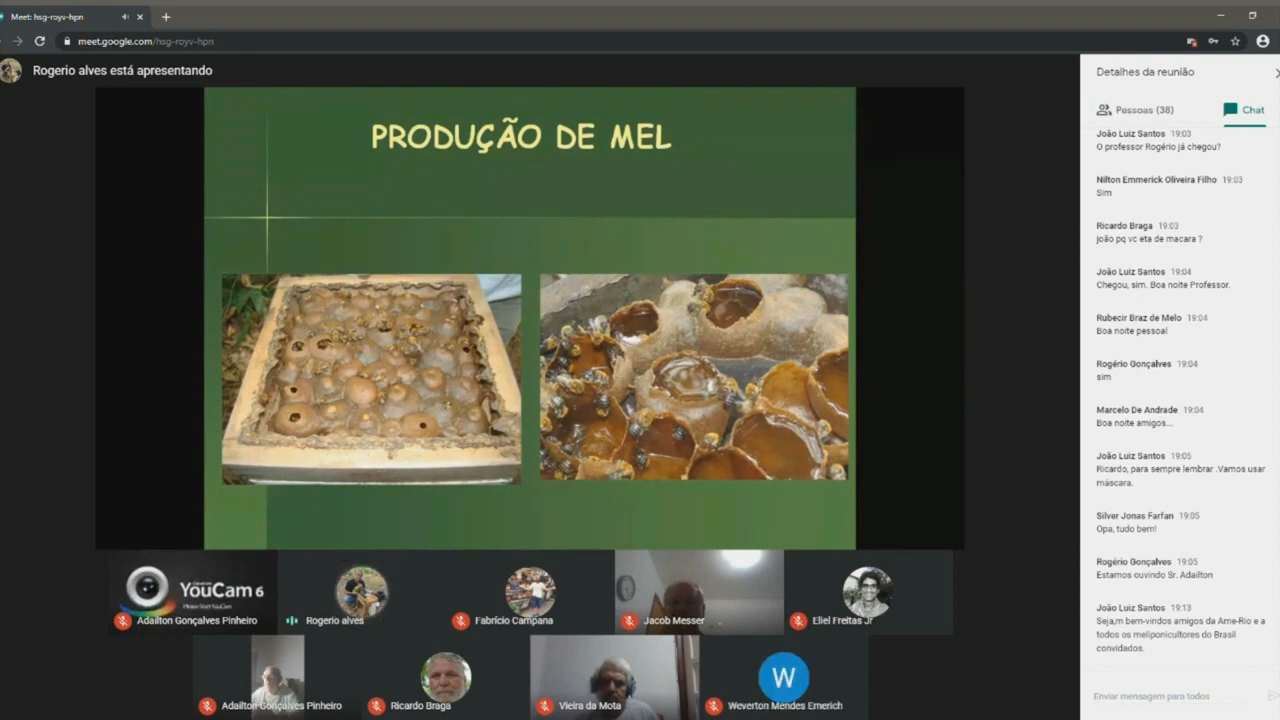 Meet: hsg-royv-hpn
meet.google.com/hsg-royv-hpn
Rogerio alves está apresentando
PRODUÇÃO DE MEL
YouCam 6
Please Start YouCam
Adailton Gonçalves Pinheiro
Rogerio alves
Fabrício Campana
Jacob Messer
Eliel Freitas Jr
Adailton Gonçalves Pinheiro
Ricardo Braga
Vieira da Mota
W
Weverton Mendes Emerich
Detalhes da reunião
Pessoas (38)
Chat
João Luiz Santos 19:03
O professor Rogério já chegou?
Nilton Emmerick Oliveira Filho 19:03
Sim
Ricardo Braga 19:03
joão pq vc eta de macara ?
João Luiz Santos 19:04
Chegou, sim. Boa noite Professor.
Rubecir Braz de Melo 19:04
Boa noite pessoal
Rogério Gonçalves 19:04
sim
Marcelo De Andrade 19:04
Boa noite amigos...
João Luiz Santos 19:05
Ricardo, para sempre lembrar .Vamos usar
máscara.
Silver Jonas Farfan 19:05
Opa, tudo bem!
Rogério Gonçalves 19:05
Estamos ouvindo Sr. Adailton
João Luiz Santos 19:13
Seja,m bem-vindos amigos da Ame-Rio e a
todos os meliponicultores do Brasil
convidados.
Enviar mensagem para todos